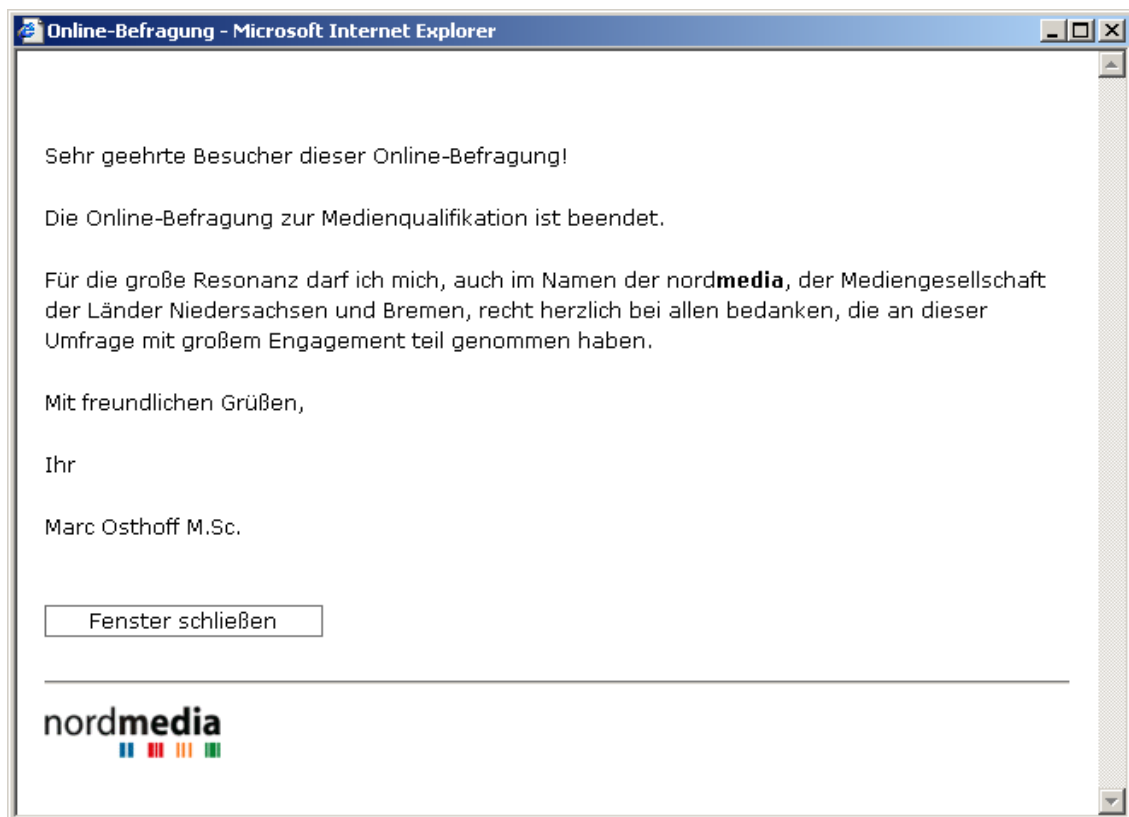 Online-Befragung - Microsoft Internet Explorer
Sehr geehrte Besucher dieser Online-Befragung!
Die Online-Befragung zur Medienqualifikation ist beendet.
Für die große Resonanz darf ich mich, auch im Namen der nordmedia, der Mediengesellschaft
der Länder Niedersachsen und Bremen, recht herzlich bei allen bedanken, die an dieser
Umfrage mit großem Engagement teil genommen haben.
Mit freundlichen Grüßen,
Ihr
Marc Osthoff M.Sc.
Fenster schließen
nordmedia